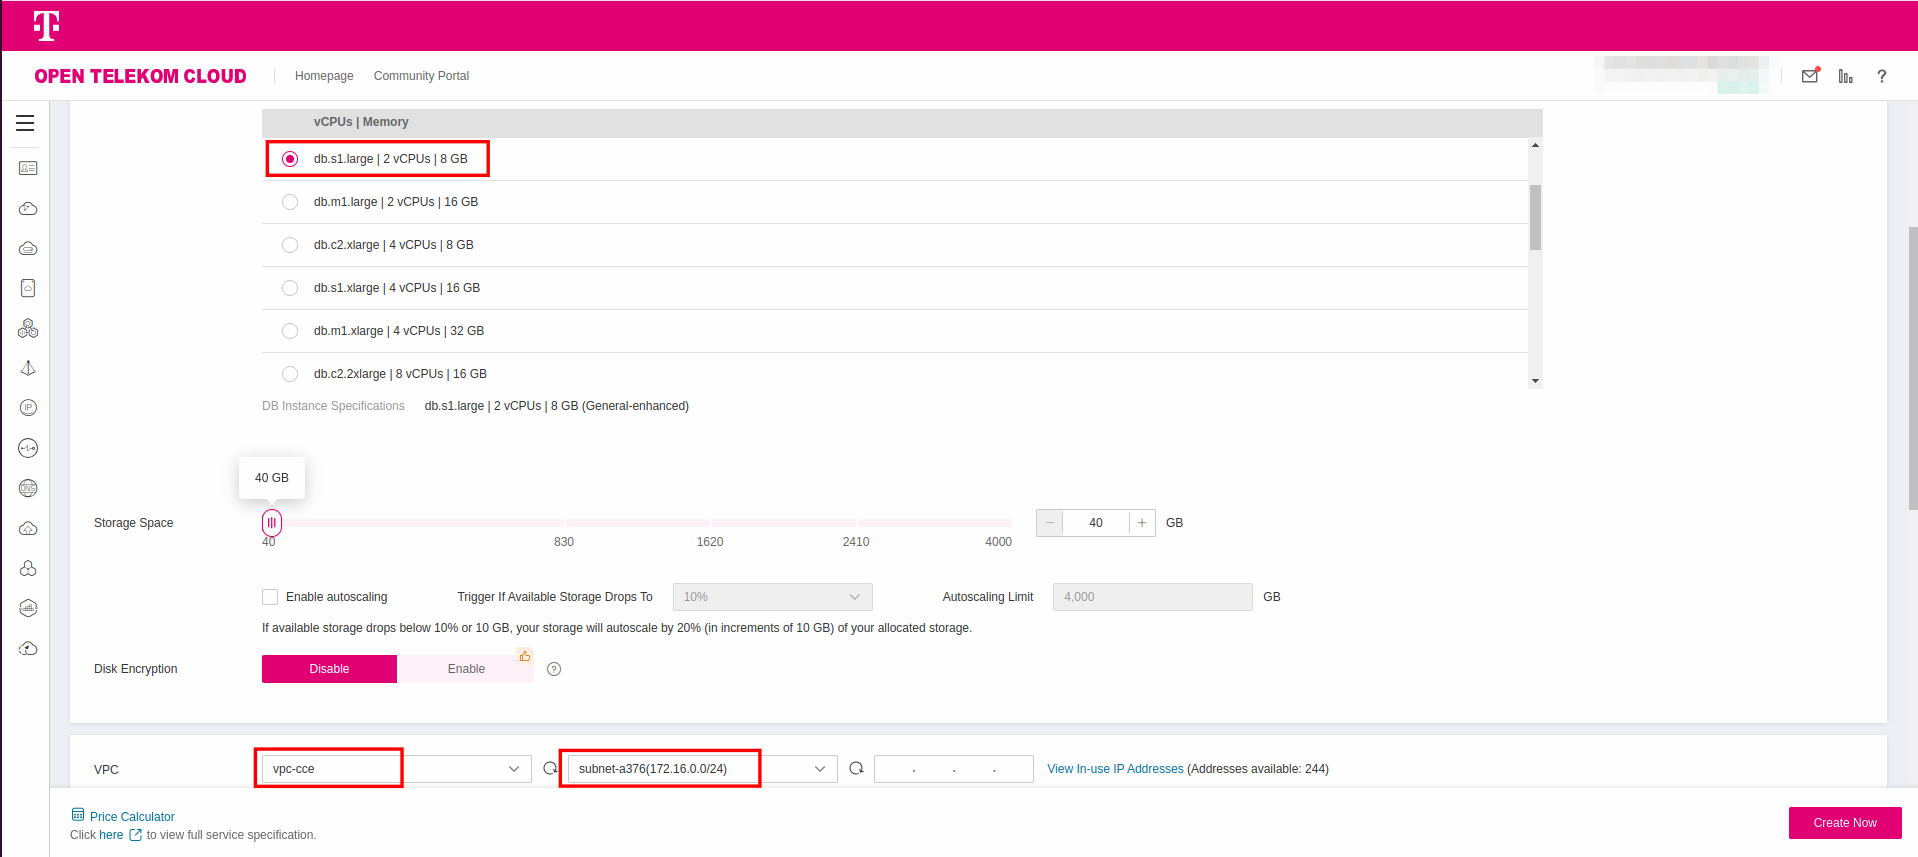 T
OPEN TELEKOM CLOUD Homepage Community Portal ?
vCPUs | Memory
db.s1.large | 2 vCPUs | 8 GB
db.m1.large | 2 vCPUs | 16 GB
db.c2.xlarge | 4 vCPUs | 8 GB
db.s1.xlarge | 4 vCPUs | 16 GB
db.m1.xlarge | 4 vCPUs | 32 GB
db.c2.2xlarge | 8 vCPUs | 16 GB
IP
DNS
DB Instance Specifications db.s1.large | 2 vCPUs | 8 GB (General-enhanced)
40 GB
Storage Space − 40 + GB
40 830 1620 2410 4000
Enable autoscaling Trigger If Available Storage Drops To 10% Autoscaling Limit 4,000 GB
If available storage drops below 10% or 10 GB, your storage will autoscale by 20% (in increments of 10 GB) of your allocated storage.
Disk Encryption Disable Enable ?
VPC vpc-cce subnet-a376(172.16.0.0/24) . . . View In-use IP Addresses (Addresses available: 244)
Price Calculator
Click here to view full service specification.
Create Now